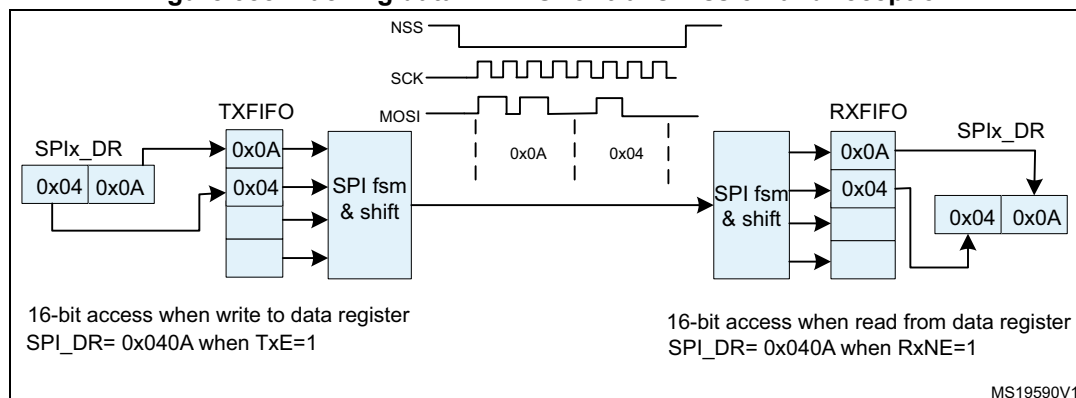 NSS
SCK
MOSI
TXFIFO
RXFIFO
SPIx_DR
SPIx_DR
0x04 0x0A
0x0A
0x04
SPI fsm
& shift
0x0A
0x04
SPI fsm
& shift
0x0A
0x04
0x04 0x0A
16-bit access when write to data register
SPI_DR= 0x040A when TxE=1
16-bit access when read from data register
SPI_DR= 0x040A when RxNE=1
MS19590V1